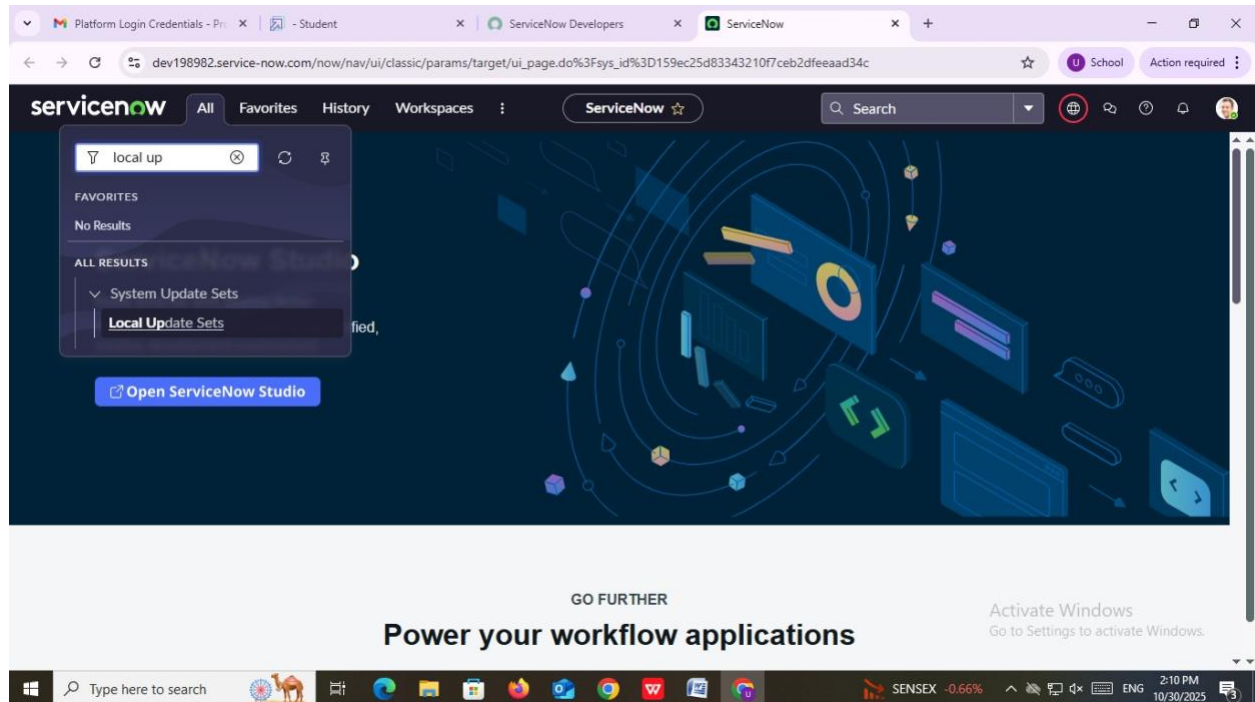 Platform Login Credentials - Pro
- Student
ServiceNow Developers
ServiceNow
dev198982.service-now.com/now/nav/ui/classic/params/target/ui_page.do%3Fsys_id%3D159ec25d83343210f7ceb2dfeeaad34c
School
Action required
servicenow
All
Favorites
History
Workspaces
ServiceNow
Search
local up
FAVORITES
No Results
ALL RESULTS
System Update Sets
Local Update Sets
fied,
Open ServiceNow Studio
GO FURTHER
Power your workflow applications
Activate Windows
Go to Settings to activate Windows.
Type here to search
SENSEX -0.66%
ENG
2:10 PM
10/30/2025
3